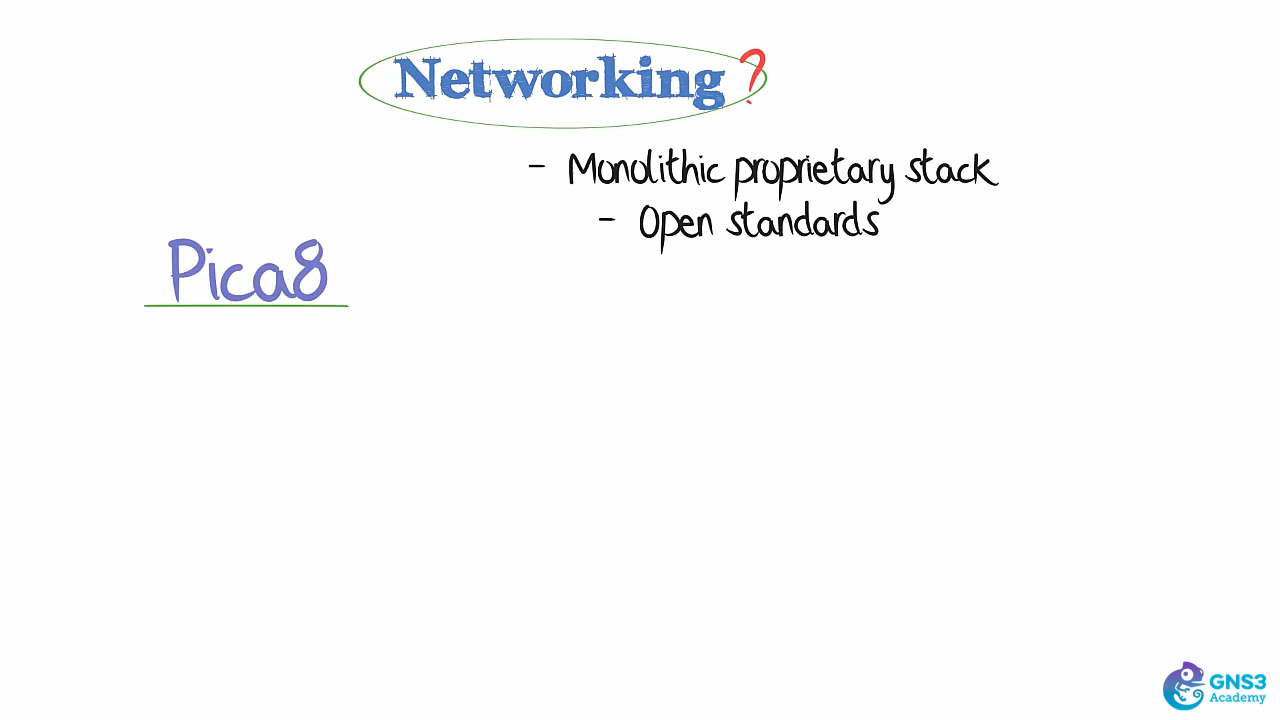 Networking ?
- Monolithic proprietary stack
- Open standards
Pica8
GNS3
Academy